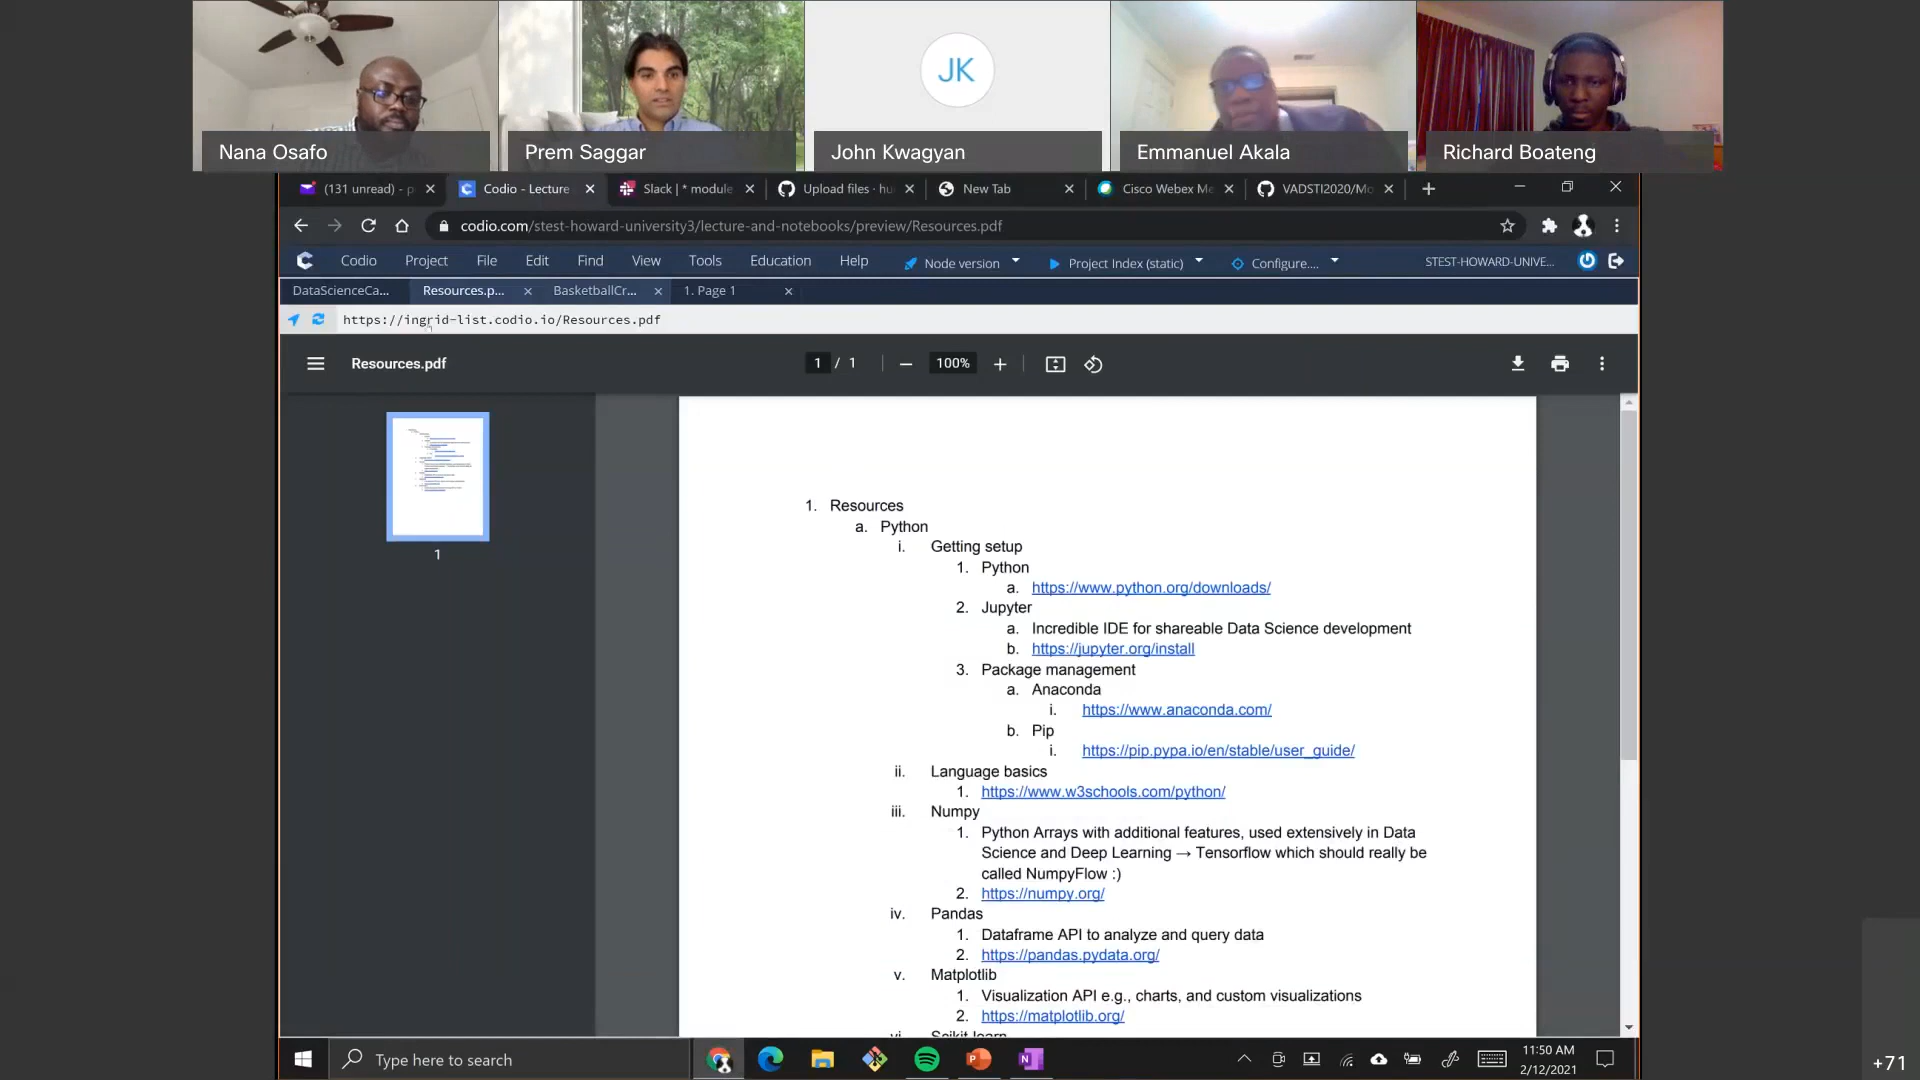 JK
Nana Osafo
Prem Saggar
John Kwagyan
Emmanuel Akala
Richard Boateng
(131 unread) - p
Codio - Lecture
Slack | * module
Upload files · hu
New Tab
Cisco Webex Me
VADSTI2020/Mo
codio.com/stest-howard-university3/lecture-and-notebooks/preview/Resources.pdf
Codio Project File Edit Find View Tools Education Help Node version Project Index (static) Configure.... STEST-HOWARD-UNIVE...
DataScienceCa... Resources.p... BasketballCr... 1. Page 1
https://ingrid-list.codio.io/Resources.pdf
Resources.pdf 1 / 1 100%
1
1. Resources
a. Python
i. Getting setup
1. Python
a. https://www.python.org/downloads/
2. Jupyter
a. Incredible IDE for shareable Data Science development
b. https://jupyter.org/install
3. Package management
a. Anaconda
i. https://www.anaconda.com/
b. Pip
i. https://pip.pypa.io/en/stable/user_guide/
ii. Language basics
1. https://www.w3schools.com/python/
iii. Numpy
1. Python Arrays with additional features, used extensively in Data
Science and Deep Learning → Tensorflow which should really be
called NumpyFlow :)
2. https://numpy.org/
iv. Pandas
1. Dataframe API to analyze and query data
2. https://pandas.pydata.org/
v. Matplotlib
1. Visualization API e.g., charts, and custom visualizations
2. https://matplotlib.org/
vi. Scikit learn
Type here to search
11:50 AM
2/12/2021
+71